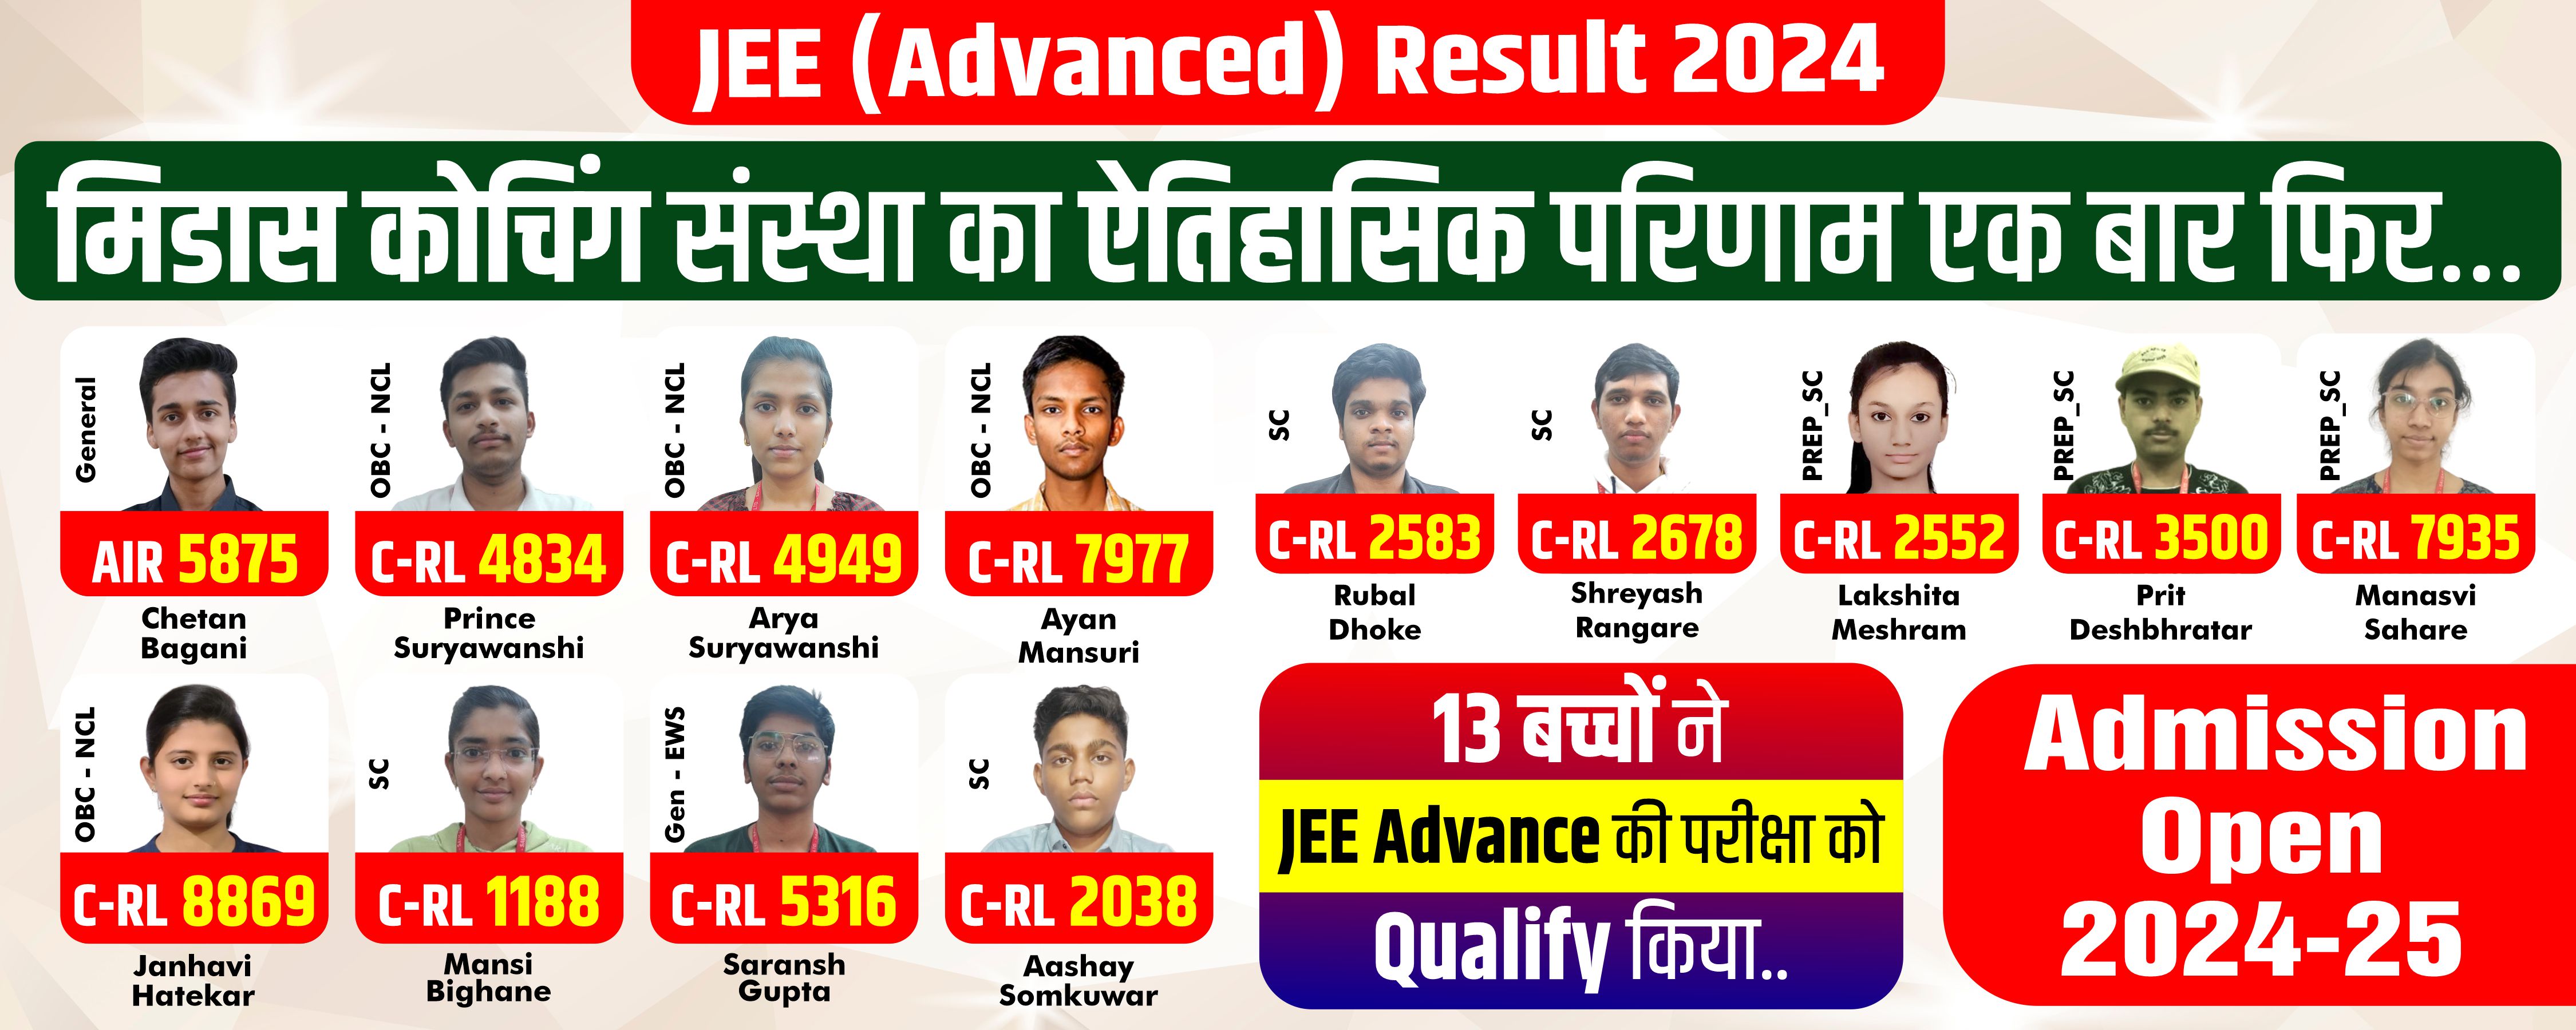 JEE (Advanced) Result 2024
मिडास कोचिंग संस्था का ऐतिहासिक परिणाम एक बार फिर...
General
AIR 5875
Chetan
Bagani
OBC - NCL
C-RL 4834
Prince
Suryawanshi
OBC - NCL
C-RL 4949
Arya
Suryawanshi
OBC - NCL
C-RL 7977
Ayan
Mansuri
SC
C-RL 2583
Rubal
Dhoke
SC
C-RL 2678
Shreyash
Rangare
PREP_SC
C-RL 2552
Lakshita
Meshram
PREP_SC
C-RL 3500
Prit
Deshbhratar
PREP_SC
C-RL 7935
Manasvi
Sahare
OBC - NCL
C-RL 8869
Janhavi
Hatekar
SC
C-RL 1188
Mansi
Bighane
Gen - EWS
C-RL 5316
Saransh
Gupta
SC
C-RL 2038
Aashay
Somkuwar
13 बच्चों ने
JEE Advance की परीक्षा को
Qualify किया..
Admission
Open
2024-25